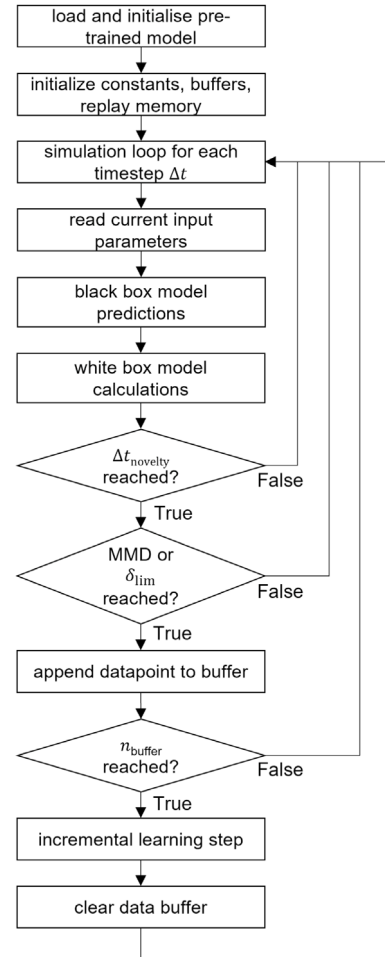 load and initialise pre-
trained model
initialize constants, buffers,
replay memory
simulation loop for each
timestep Δt
read current input
parameters
black box model
predictions
white box model
calculations
Δt_novelty
reached?
False
True
MMD or
δ_lim
reached?
False
True
append datapoint to buffer
n_buffer
reached?
False
True
incremental learning step
clear data buffer